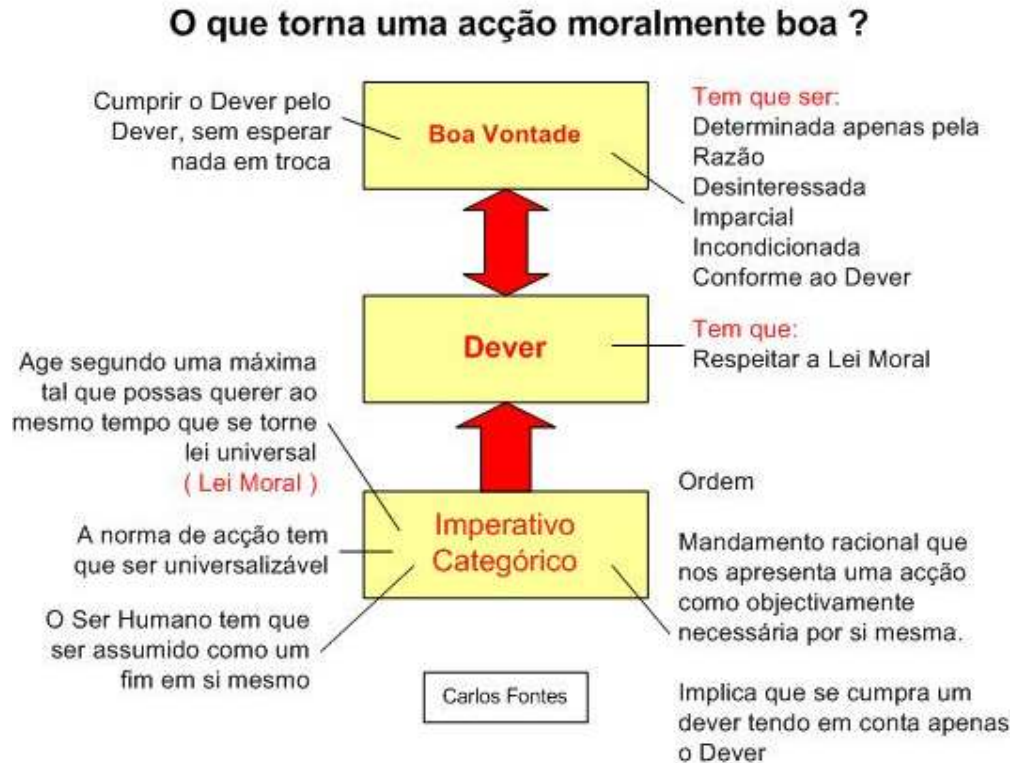 O que torna uma acção moralmente boa ?
Cumprir o Dever pelo
Dever, sem esperar
nada em troca
Boa Vontade
Tem que ser:
Determinada apenas pela
Razão
Desinteressada
Imparcial
Incondicionada
Conforme ao Dever
Dever
Tem que:
Respeitar a Lei Moral
Age segundo uma máxima
tal que possas querer ao
mesmo tempo que se torne
lei universal
( Lei Moral )
A norma de acção tem
que ser universalizável
O Ser Humano tem que
ser assumido como um
fim em si mesmo
Imperativo
Categórico
Ordem
Mandamento racional que
nos apresenta uma acção
como objectivamente
necessária por si mesma.
Implica que se cumpra um
dever tendo em conta apenas
o Dever
Carlos Fontes